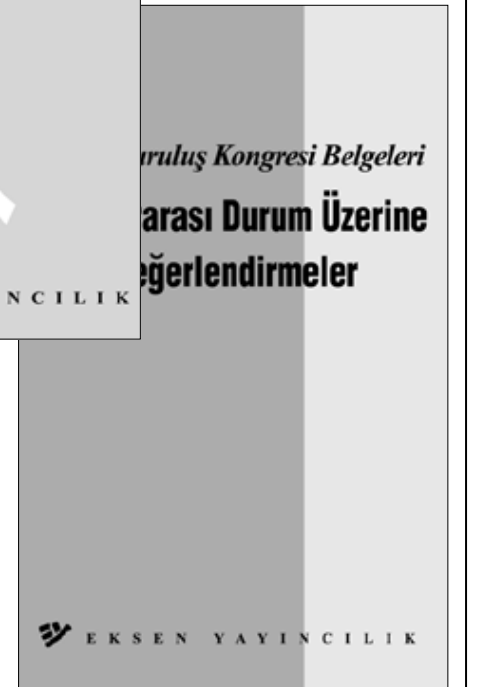 uruluş Kongresi Belgeleri
arası Durum Üzerine
eğerlendirmeler
NCILIK
EKSEN YAYINCILIK